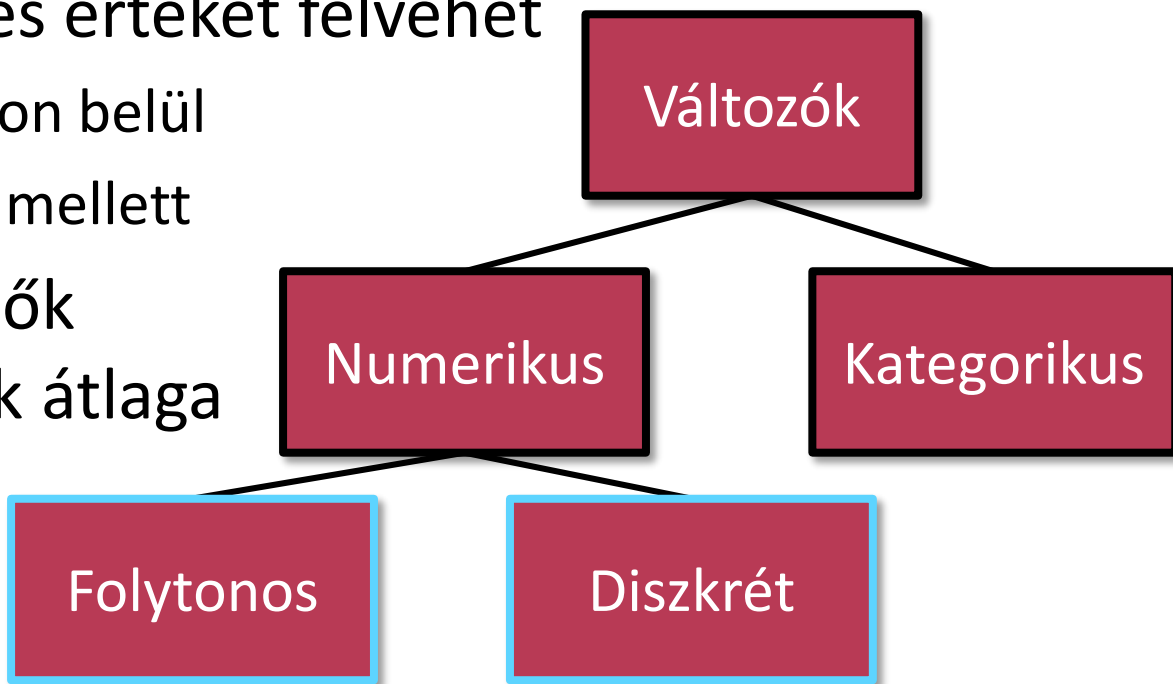 es értéket felvehet
on belül
mellett
ők
k átlaga
Változók
Numerikus
Kategorikus
Folytonos
Diszkrét